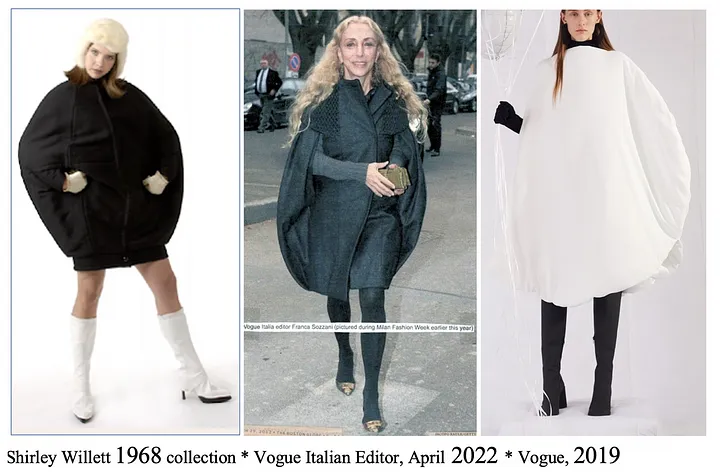 Vogue Italia editor Franca Sozzani (pictured during Milan Fashion Week earlier this year)
Shirley Willett 1968 collection * Vogue Italian Editor, April 2022 * Vogue, 2019